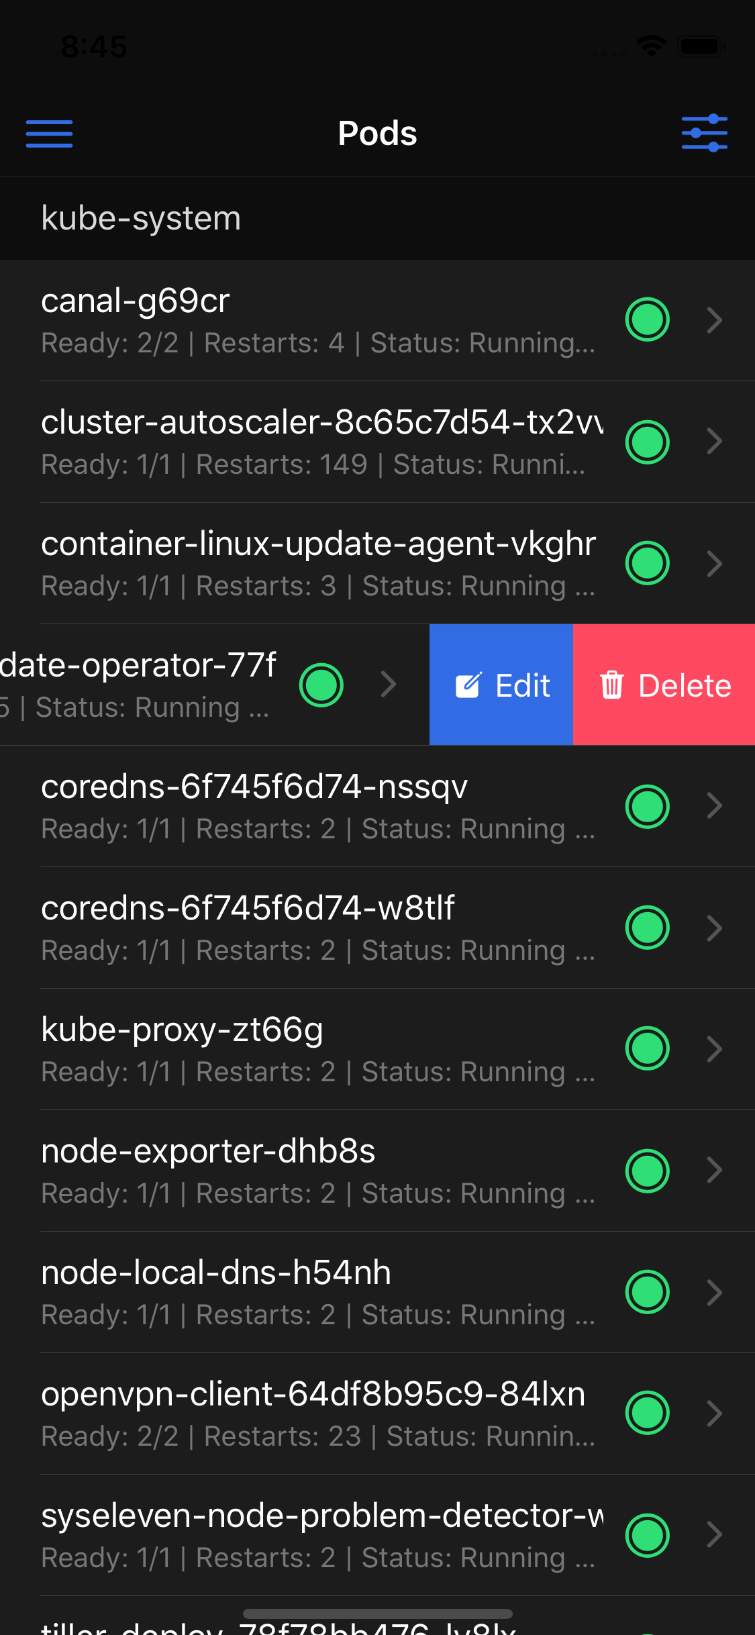 8:45
Pods
kube-system
canal-g69cr
Ready: 2/2 | Restarts: 4 | Status: Running...
cluster-autoscaler-8c65c7d54-tx2v
Ready: 1/1 | Restarts: 149 | Status: Runni...
container-linux-update-agent-vkghr
Ready: 1/1 | Restarts: 3 | Status: Running ...
date-operator-77f
5 | Status: Running ...
Edit
Delete
coredns-6f745f6d74-nssqv
Ready: 1/1 | Restarts: 2 | Status: Running ...
coredns-6f745f6d74-w8tlf
Ready: 1/1 | Restarts: 2 | Status: Running ...
kube-proxy-zt66g
Ready: 1/1 | Restarts: 2 | Status: Running ...
node-exporter-dhb8s
Ready: 1/1 | Restarts: 2 | Status: Running ...
node-local-dns-h54nh
Ready: 1/1 | Restarts: 2 | Status: Running ...
openvpn-client-64df8b95c9-84lxn
Ready: 2/2 | Restarts: 23 | Status: Runnin...
syseleven-node-problem-detector-w
Ready: 1/1 | Restarts: 2 | Status: Running ...
tiller-deploy-78f78bb476-lv8lx